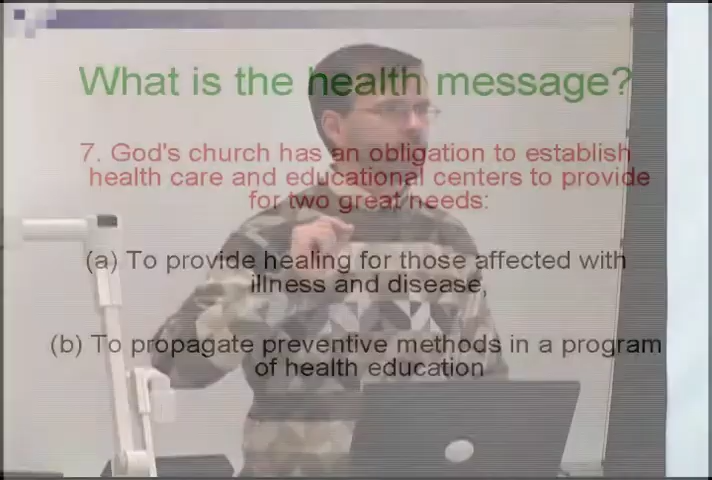 What is the health message?
7. God's church has an obligation to establish
health care and educational centers to provide
for two great needs:
(a) To provide healing for those affected with
illness and disease,
(b) To propagate preventive methods in a program
of health education